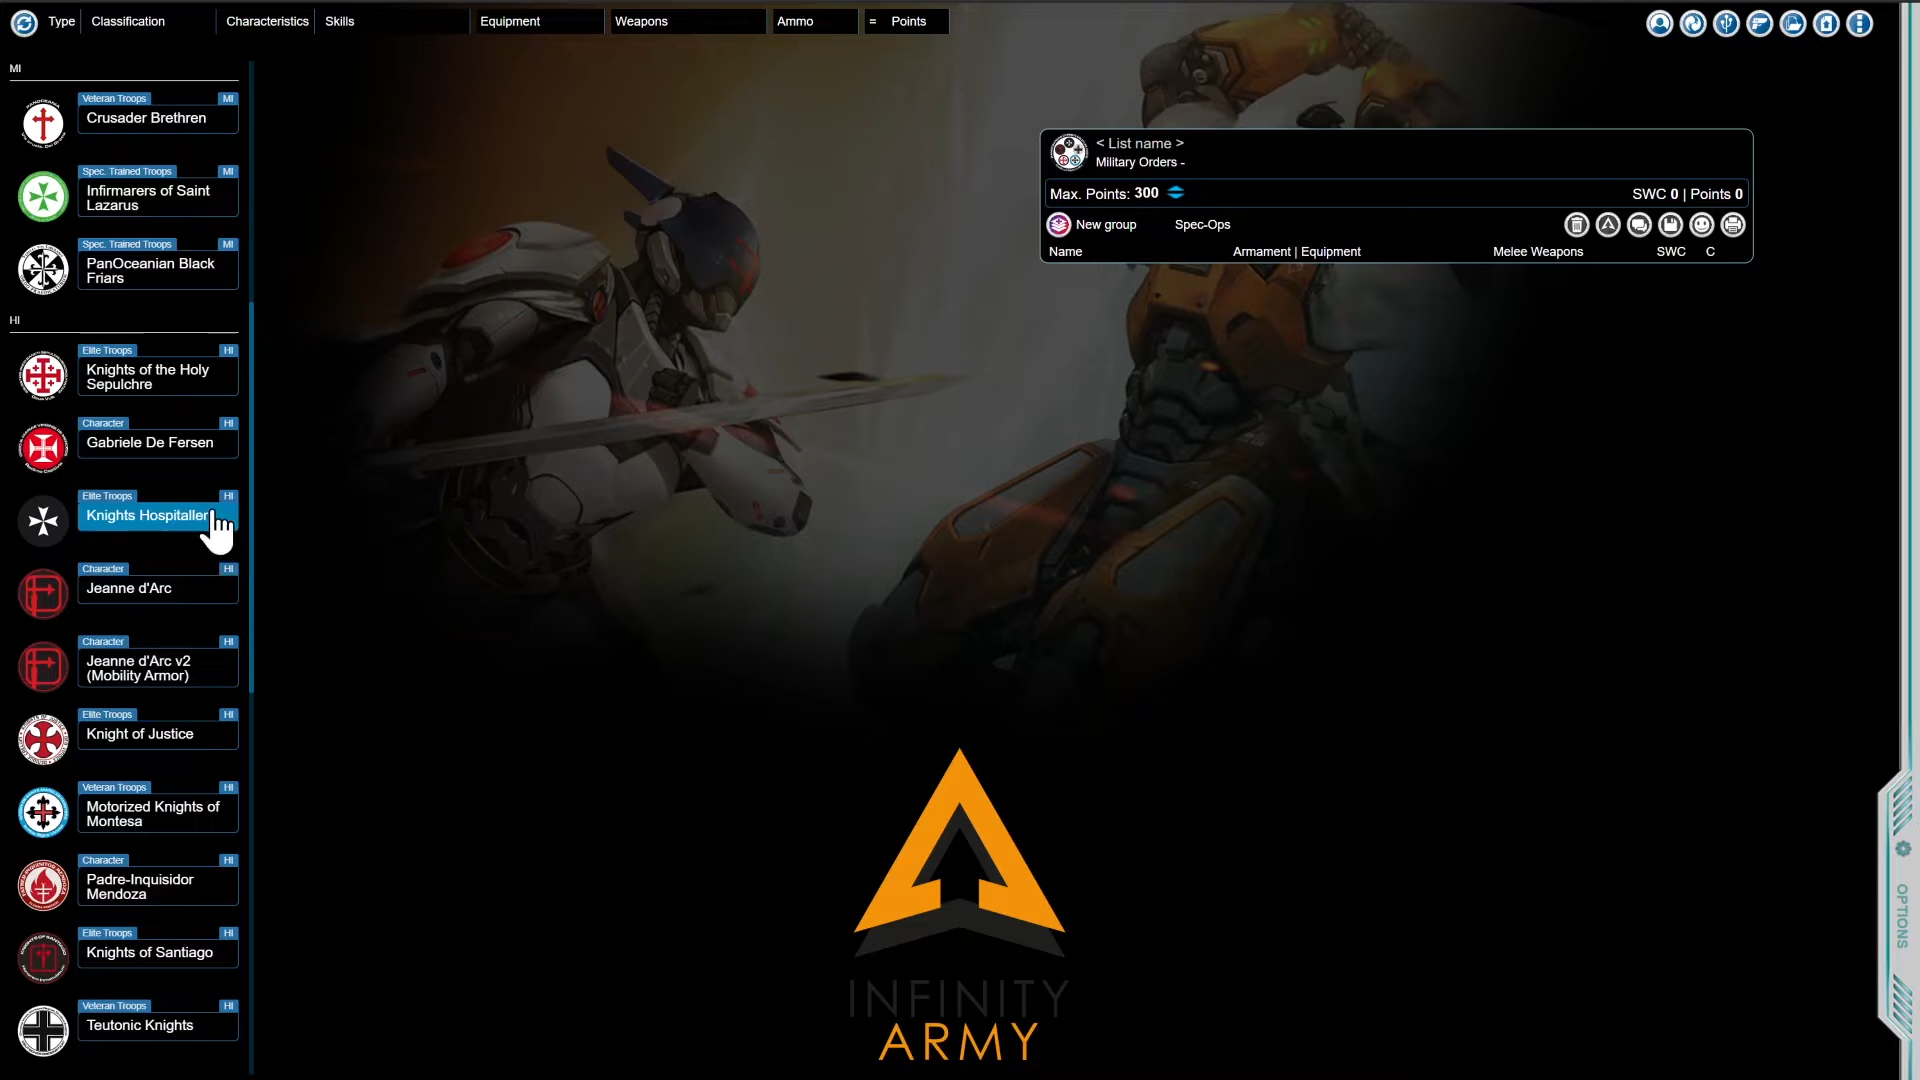 Type Classification Characteristics Skills Equipment Weapons Ammo = Points
MI
Veteran Troops MI
Crusader Brethren
Spec. Trained Troops MI
Infirmarers of Saint
Lazarus
Spec. Trained Troops MI
PanOceanian Black
Friars
HI
Elite Troops HI
Knights of the Holy
Sepulchre
Character HI
Gabriele De Fersen
Elite Troops HI
Knights Hospitaller
Character HI
Jeanne d'Arc
Character HI
Jeanne d'Arc v2
(Mobility Armor)
Elite Troops HI
Knight of Justice
Veteran Troops HI
Motorized Knights of
Montesa
Character HI
Padre-Inquisidor
Mendoza
Elite Troops HI
Knights of Santiago
Veteran Troops HI
Teutonic Knights
< List name >
Military Orders -
Max. Points: 300 SWC 0 | Points 0
New group Spec-Ops
Name Armament | Equipment Melee Weapons SWC C
INFINITY
ARMY
OPTIONS